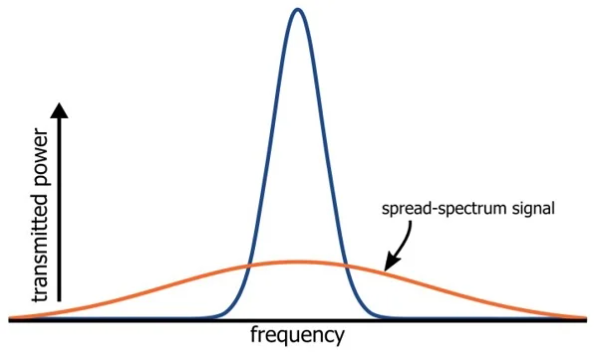 transmitted power
spread-spectrum signal
frequency